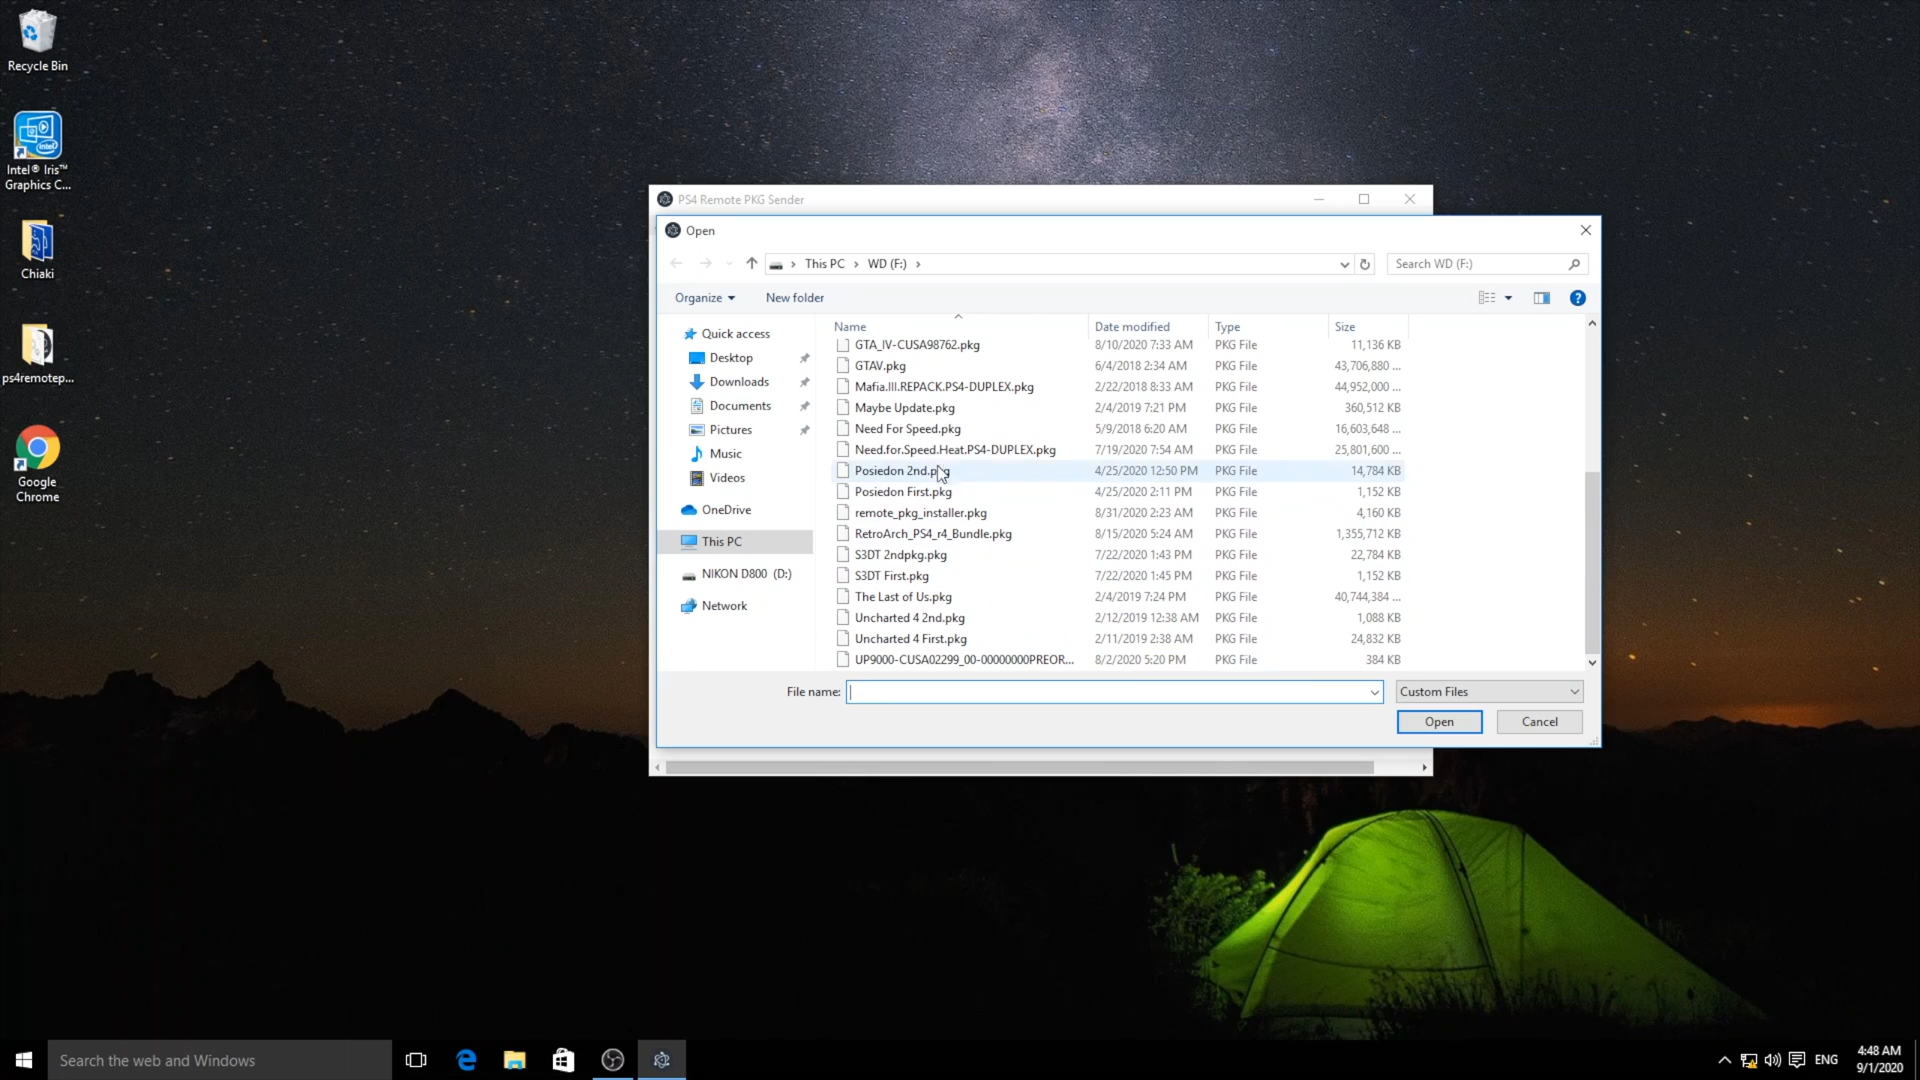 Recycle Bin
Intel® Iris™
Graphics C...
Chiaki
ps4remotep...
Google
Chrome
PS4 Remote PKG Sender
Open
This PC
WD (F:)
Search WD (F:)
Organize
New folder
Quick access
Desktop
Downloads
Documents
Pictures
Music
Videos
OneDrive
This PC
NIKON D800 (D:)
Network
Name Date modified Type Size
GTA_IV-CUSA98762.pkg 8/10/2020 7:33 AM PKG File 11,136 KB
GTAV.pkg 6/4/2018 2:34 AM PKG File 43,706,880 ...
Mafia.III.REPACK.PS4-DUPLEX.pkg 2/22/2018 8:33 AM PKG File 44,952,000 ...
Maybe Update.pkg 2/4/2019 7:21 PM PKG File 360,512 KB
Need For Speed.pkg 5/9/2018 6:20 AM PKG File 16,603,648 ...
Need.for.Speed.Heat.PS4-DUPLEX.pkg 7/19/2020 7:54 AM PKG File 25,801,600 ...
Posiedon 2nd.pkg 4/25/2020 12:50 PM PKG File 14,784 KB
Posiedon First.pkg 4/25/2020 2:11 PM PKG File 1,152 KB
remote_pkg_installer.pkg 8/31/2020 2:23 AM PKG File 4,160 KB
RetroArch_PS4_r4_Bundle.pkg 8/15/2020 5:24 AM PKG File 1,355,712 KB
S3DT 2ndpkg.pkg 7/22/2020 1:43 PM PKG File 22,784 KB
S3DT First.pkg 7/22/2020 1:45 PM PKG File 1,152 KB
The Last of Us.pkg 2/4/2019 7:24 PM PKG File 40,744,384 ...
Uncharted 4 2nd.pkg 2/12/2019 12:38 AM PKG File 1,088 KB
Uncharted 4 First.pkg 2/11/2019 2:38 AM PKG File 24,832 KB
UP9000-CUSA02299_00-00000000PREOR... 8/2/2020 5:20 PM PKG File 384 KB
File name:
Custom Files
Open
Cancel
Search the web and Windows
ENG
4:48 AM
9/1/2020